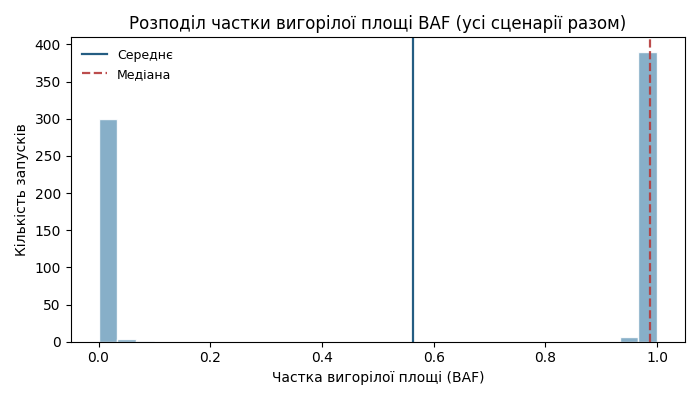 Розподіл частки вигорілої площі BAF (усі сценарії разом)
400
350
300
250
200
150
100
50
0
Кількість запусків
Середнє
Медіана
0.0 0.2 0.4 0.6 0.8 1.0
Частка вигорілої площі (BAF)